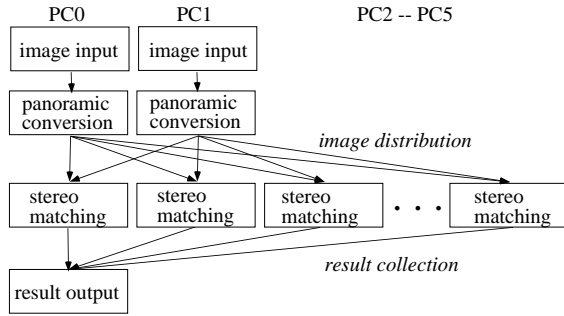 PC0 PC1 PC2 -- PC5
image input image input
panoramic conversion
panoramic conversion
image distribution
stereo matching
stereo matching
stereo matching
. . .
stereo matching
result collection
result output